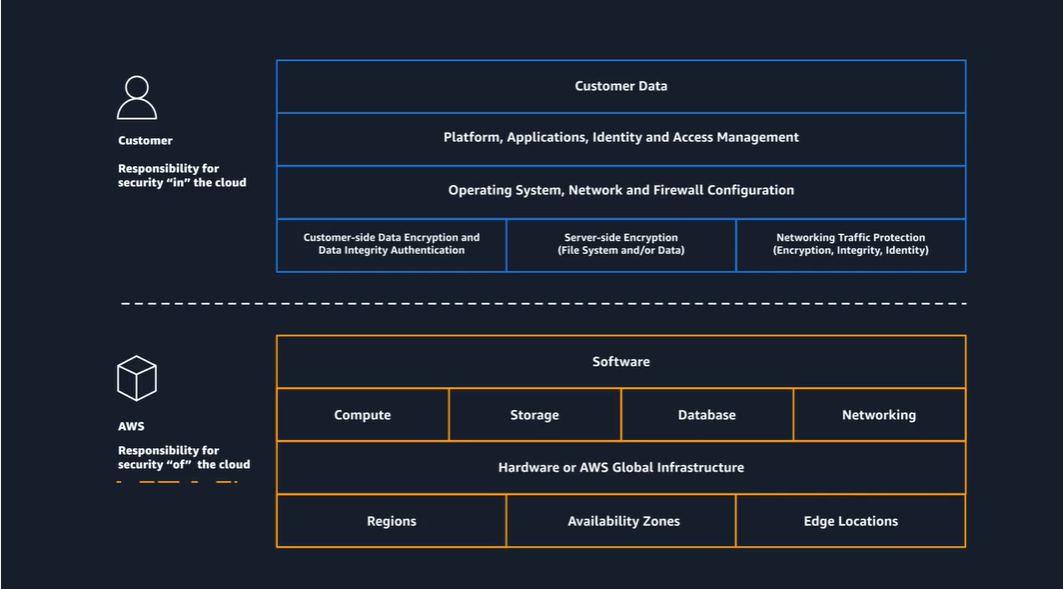 Customer Data
Customer
Responsibility for
security “in” the cloud
Platform, Applications, Identity and Access Management
Operating System, Network and Firewall Configuration
Customer-side Data Encryption and
Data Integrity Authentication
Server-side Encryption
(File System and/or Data)
Networking Traffic Protection
(Encryption, Integrity, Identity)
AWS
Responsibility for
security “of” the cloud
Software
Compute
Storage
Database
Networking
Hardware or AWS Global Infrastructure
Regions
Availability Zones
Edge Locations